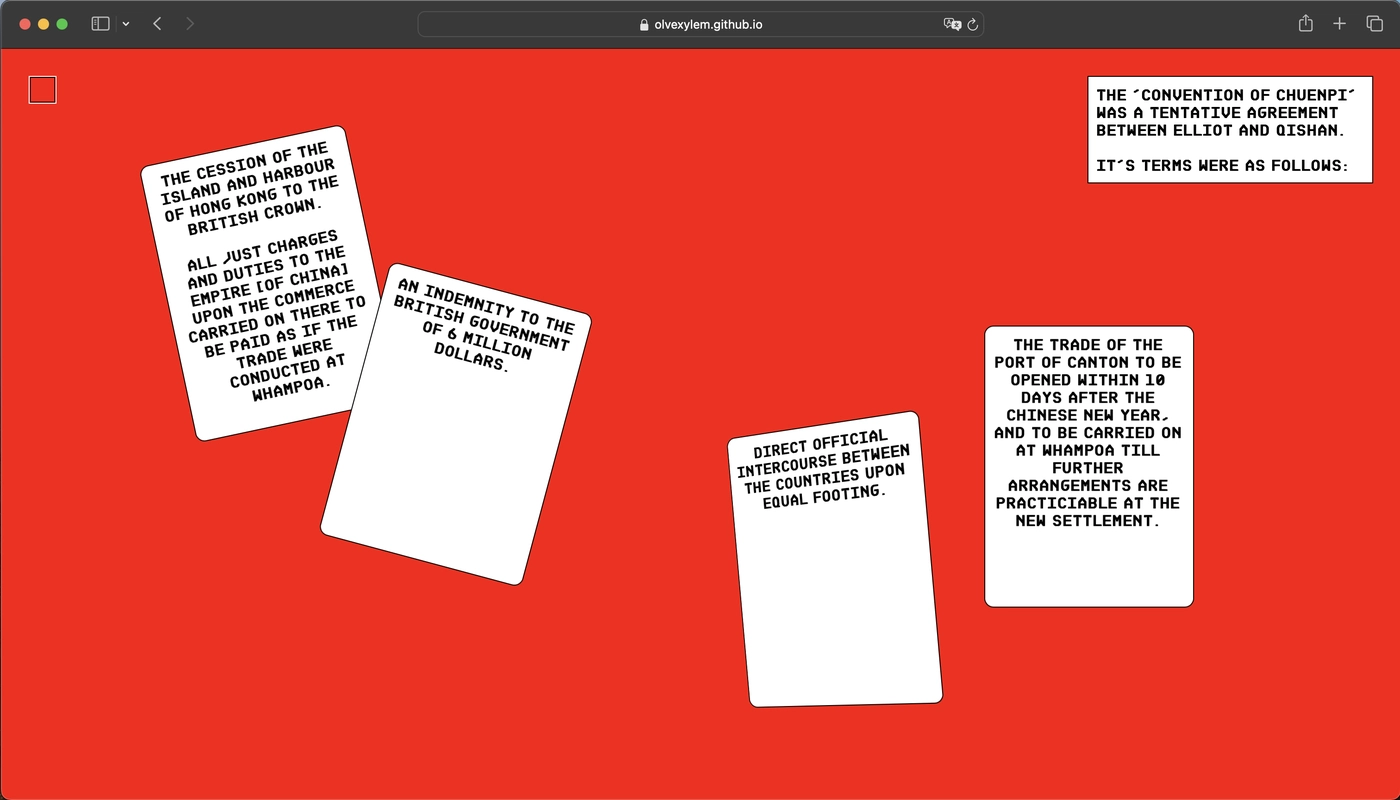 olvexylem.github.io
THE ´CONVENTION OF CHUENPI´
WAS A TENTATIVE AGREEMENT
BETWEEN ELLIOT AND QISHAN.
IT´S TERMS WERE AS FOLLOWS:
THE CESSION OF THE
ISLAND AND HARBOUR
OF HONG KONG TO THE
BRITISH CROWN.
ALL JUST CHARGES
AND DUTIES TO THE
EMPIRE [OF CHINA]
UPON THE COMMERCE
CARRIED ON THERE TO
BE PAID AS IF THE
TRADE WERE
CONDUCTED AT
WHAMPOA.
AN INDEMNITY TO THE
BRITISH GOVERNMENT
OF 6 MILLION
DOLLARS.
DIRECT OFFICIAL
INTERCOURSE BETWEEN
THE COUNTRIES UPON
EQUAL FOOTING.
THE TRADE OF THE
PORT OF CANTON TO BE
OPENED WITHIN 10
DAYS AFTER THE
CHINESE NEW YEAR,
AND TO BE CARRIED ON
AT WHAMPOA TILL
FURTHER
ARRANGEMENTS ARE
PRACTICIABLE AT THE
NEW SETTLEMENT.